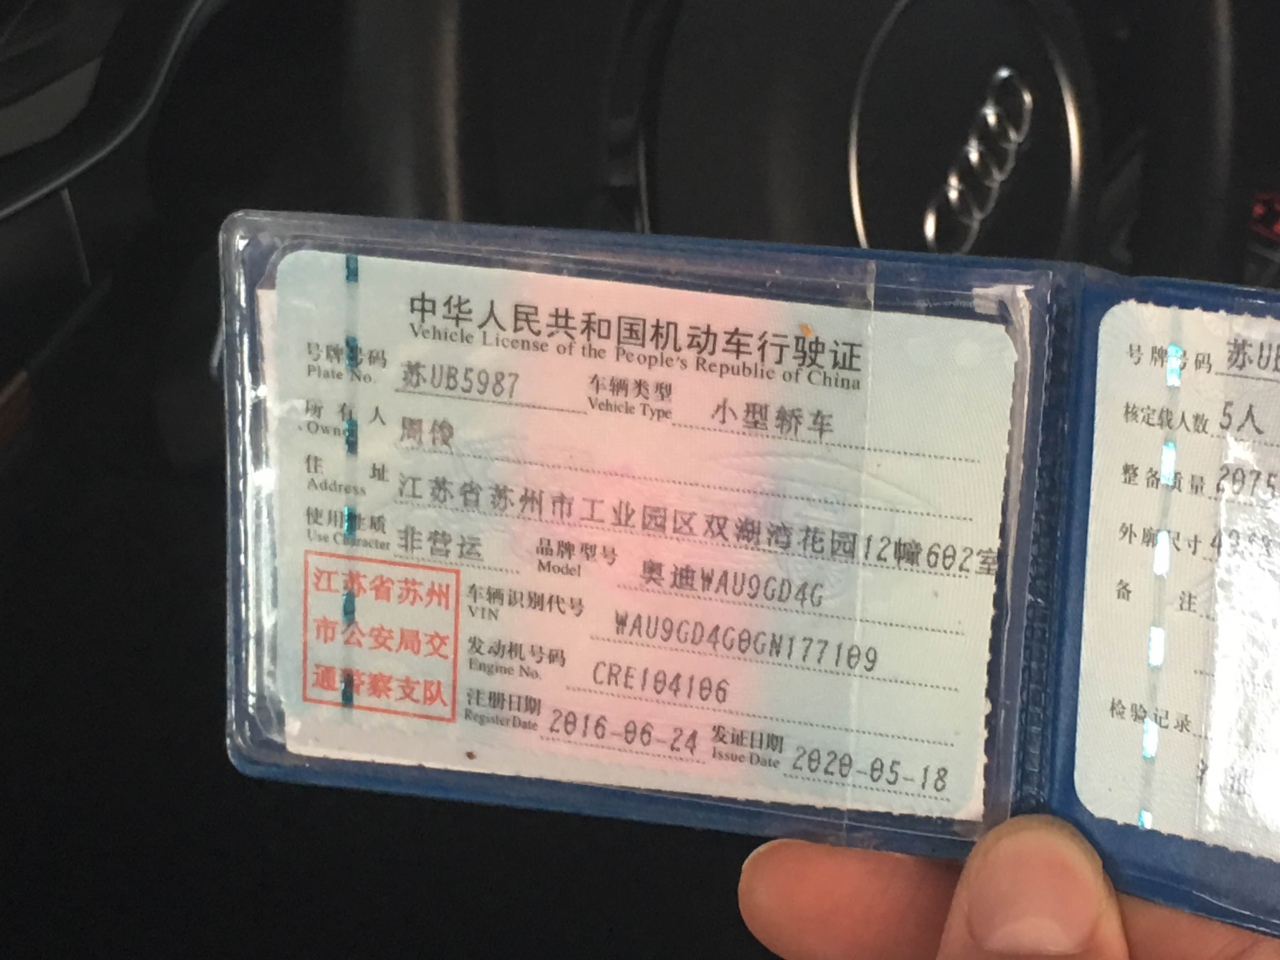 中华人民共和国机动车行驶证
Vehicle License of the People's Republic of China
号牌号码 苏UB5987 车辆类型 小型轿车
Plate No. Vehicle Type
所有人 周俊
Owner
住址 江苏省苏州市工业园区双湖湾花园12幢602室
Address
使用性质 非营运 品牌型号 奥迪WAU9GD4G
Use Character Model
江苏省苏州
市公安局交
通警察支队
车辆识别代号 WAU9GD4G0GN177109
VIN
发动机号码 CRE104106
Engine No.
注册日期 2016-06-24 发证日期 2020-05-18
Register Date Issue Date
号牌号码 苏UB
核定载人数 5人
整备质量 2075
外廓尺寸
备注
检验记录